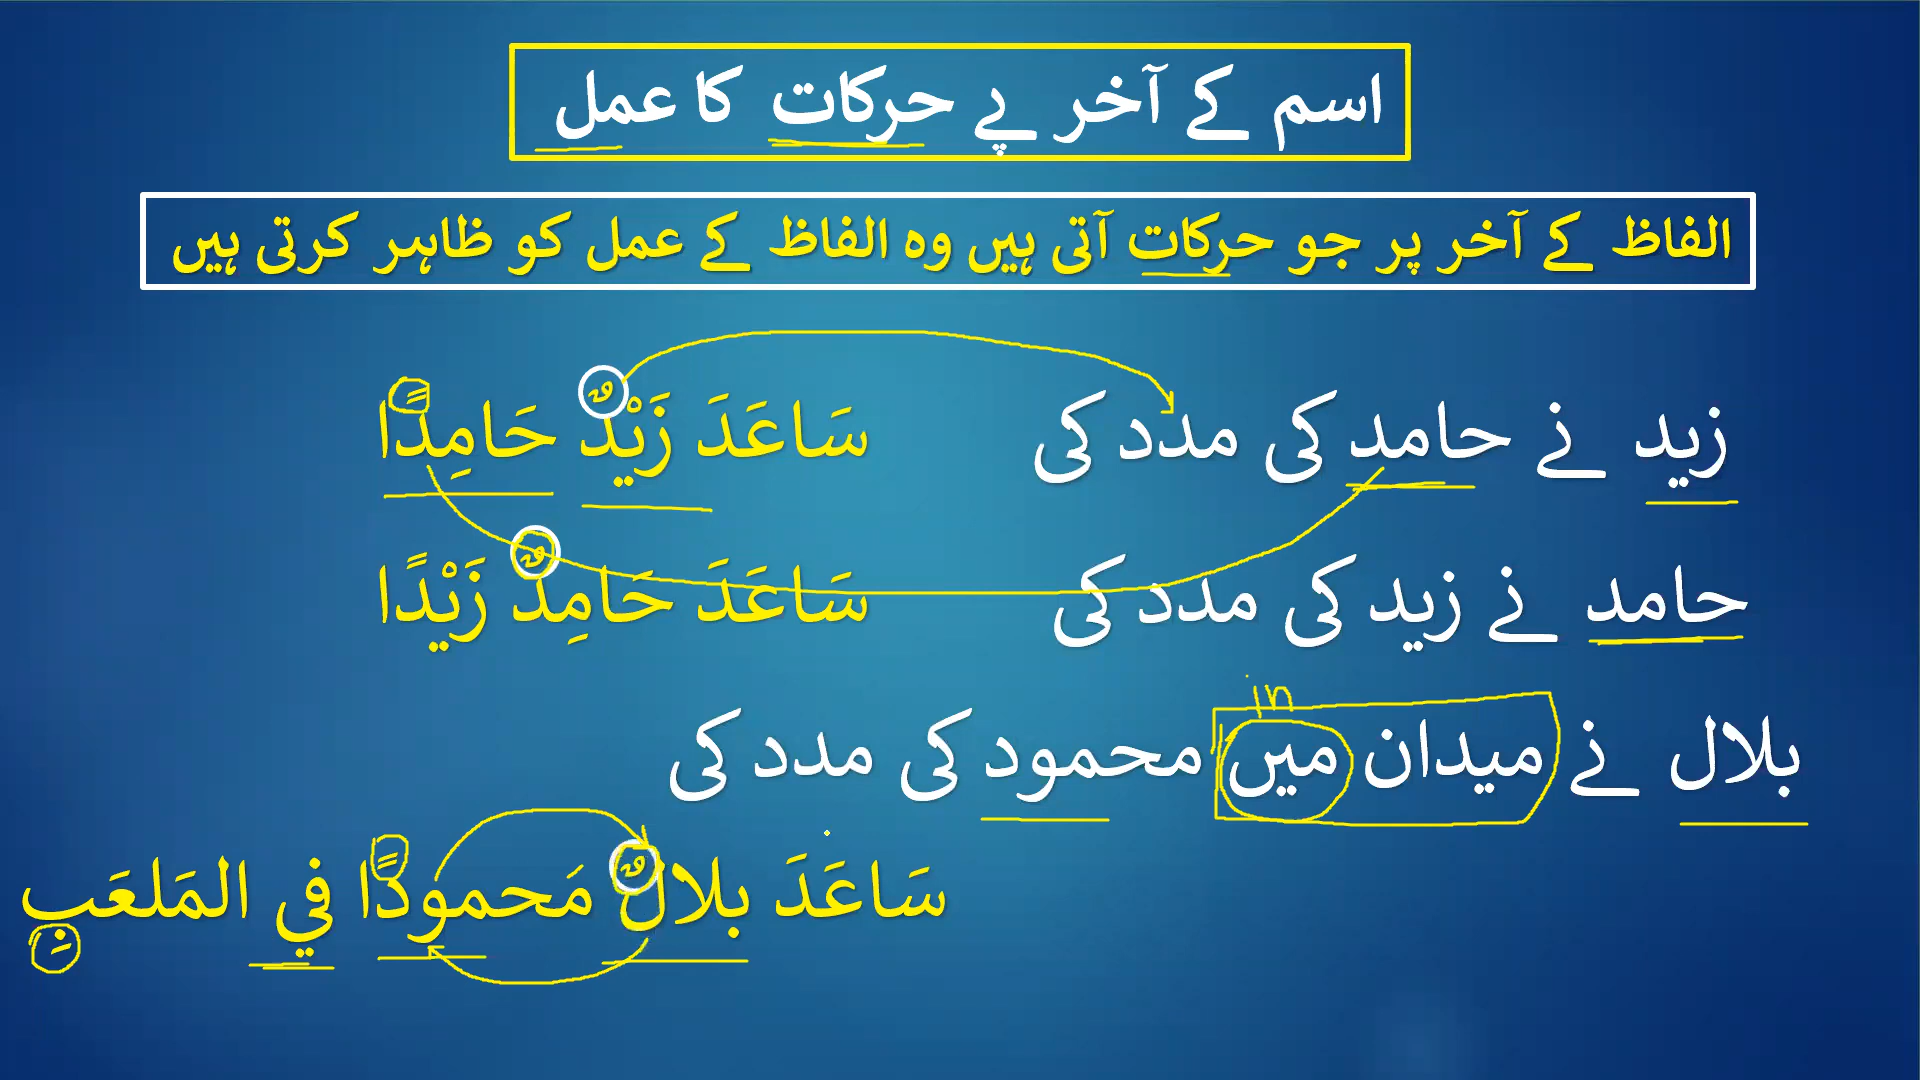 اسم کے آخر پے حرکات کا عمل
الفاظ کے آخر پر جو حرکات آتی ہیں وہ الفاظ کے عمل کو ظاہر کرتی ہیں
زید نے حامد کی مدد کی
سَاعَدَ زَيْدٌ حَامِدًا
حامد نے زید کی مدد کی
سَاعَدَ حَامِدٌ زَيْدًا
in
بلال نے میدان میں محمود کی مدد کی
سَاعَدَ بلالٌ مَحمودًا في المَلعَبِ